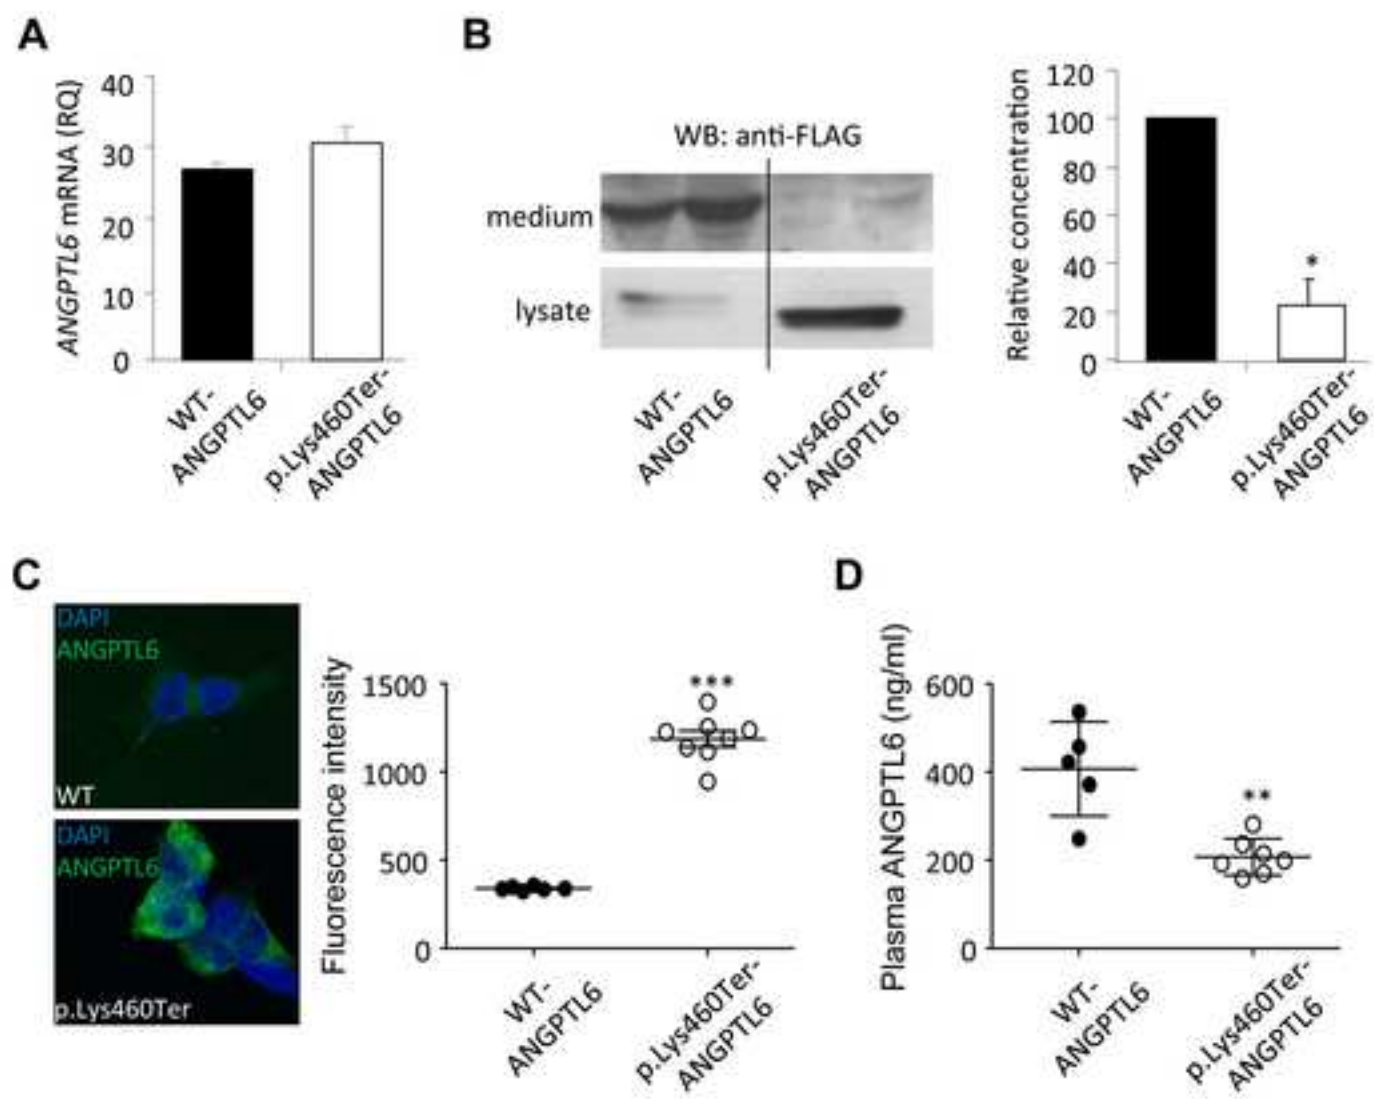 A
ANGPTL6 mRNA (RQ)
40
30
20
10
0
WT-
ANGPTL6
p.Lys460Ter-
ANGPTL6
B
WB: anti-FLAG
medium
lysate
WT-
ANGPTL6
p.Lys460Ter-
ANGPTL6
Relative concentration
120
100
80
60
40
20
0
*
WT-
ANGPTL6
p.Lys460Ter-
ANGPTL6
C
DAPI
ANGPTL6
WT
DAPI
ANGPTL6
p.Lys460Ter
Fluorescence intensity
1500
1000
500
0
***
WT-
ANGPTL6
p.Lys460Ter-
ANGPTL6
D
Plasma ANGPTL6 (ng/ml)
600
400
200
0
**
WT-
ANGPTL6
p.Lys460Ter-
ANGPTL6